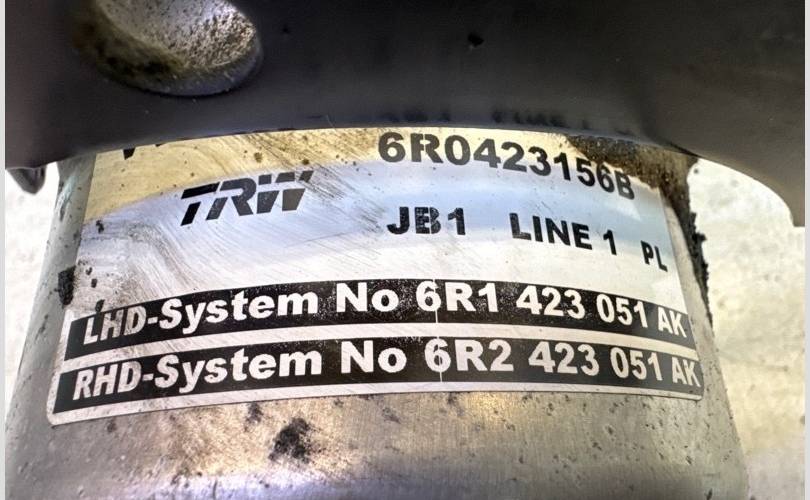 6R0423156B
TRW
JB1 LINE 1 PL
LHD-System No 6R1 423 051 AK
RHD-System No 6R2 423 051 AK